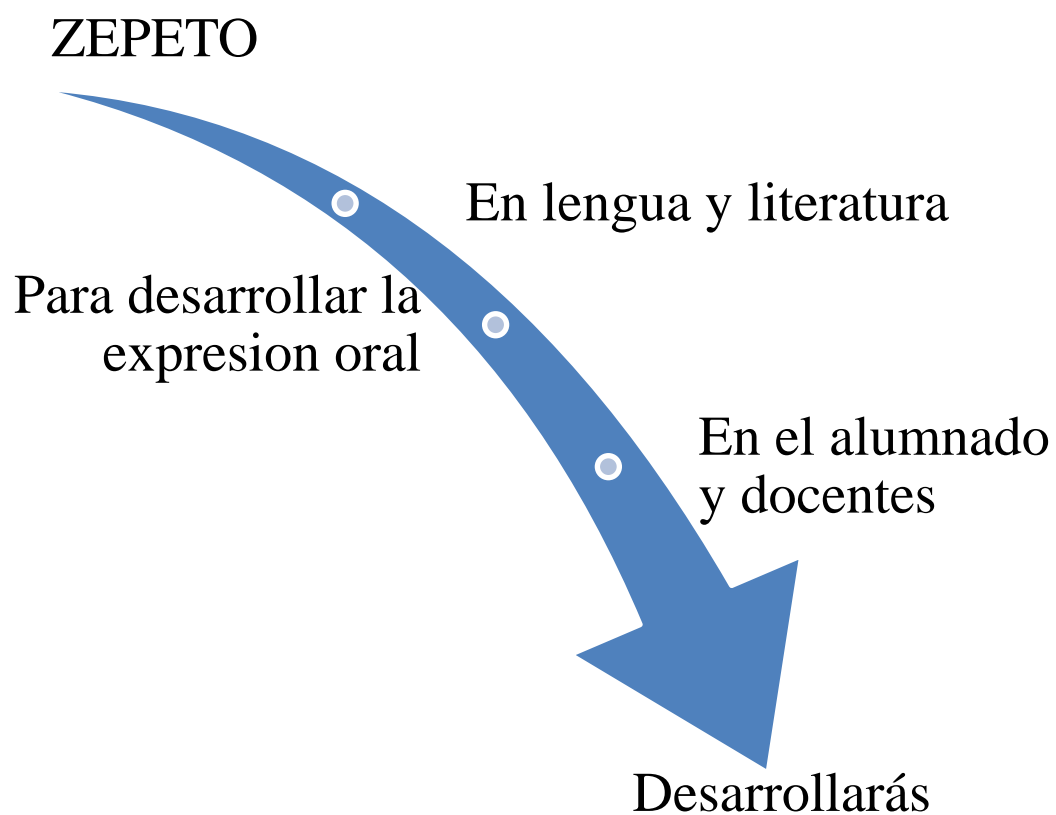 ZEPETO
En lengua y literatura
Para desarrollar la
expresion oral
En el alumnado
y docentes
Desarrollarás